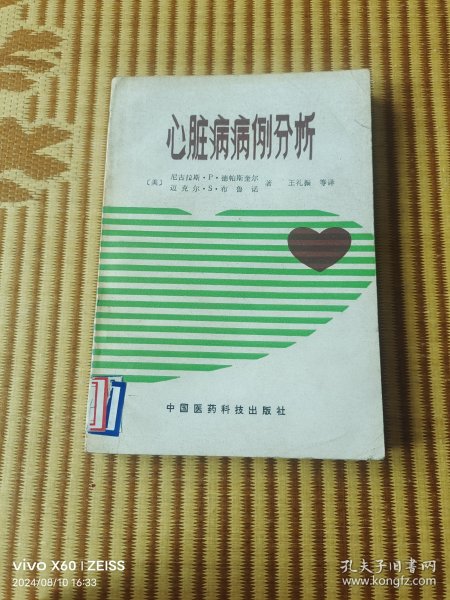 心脏病病例分析
〔美〕 尼古拉斯·P·德帕斯奎尔 著 王礼振 等译
迈克尔·S·布鲁诺
中国医药科技出版社
vivo X60 | ZEISS
2024/08/10 16:33
孔夫子旧书网
www.kongfz.com